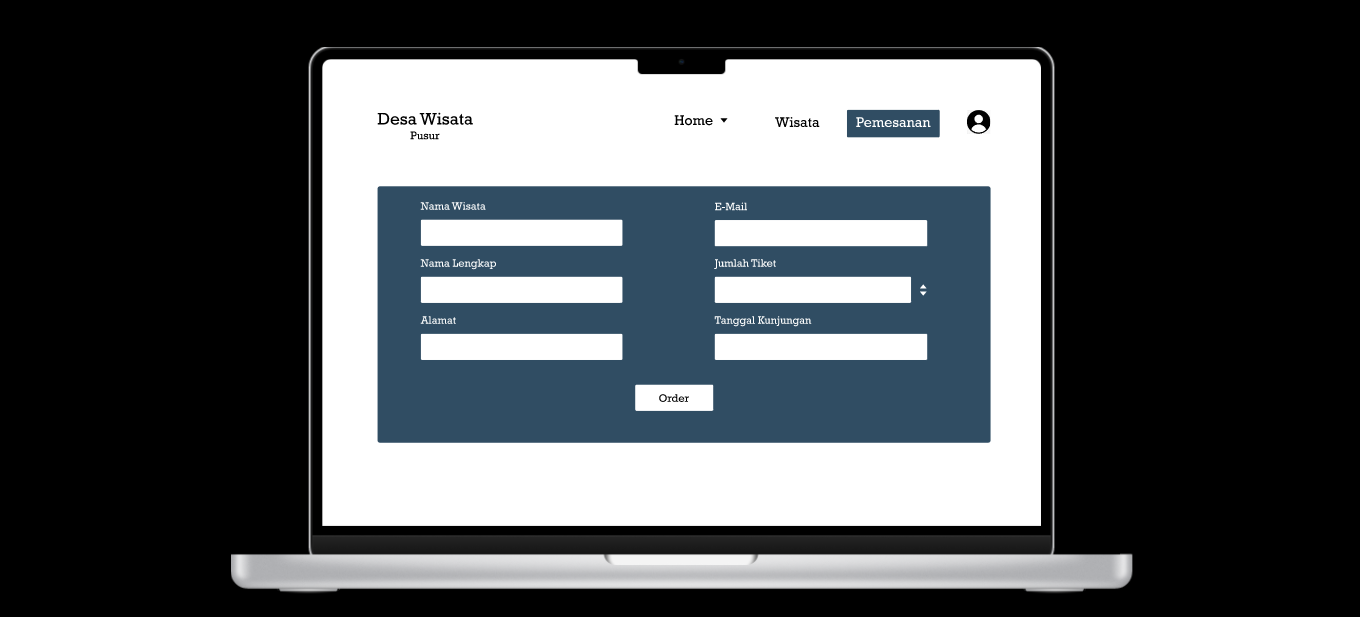 Desa Wisata
Pusur
Home
Wisata
Pemesanan
Nama Wisata
E-Mail
Nama Lengkap
Jumlah Tiket
Alamat
Tanggal Kunjungan
Order